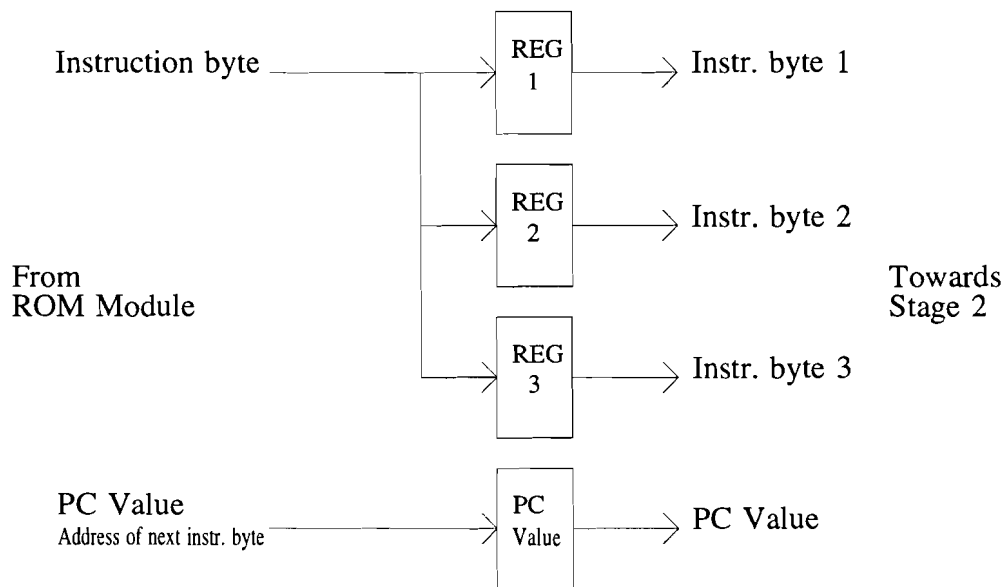 Instruction byte
REG
1
Instr. byte 1
REG
2
Instr. byte 2
From
ROM Module
Towards
Stage 2
REG
3
Instr. byte 3
PC Value
Address of next instr. byte
PC
Value
PC Value